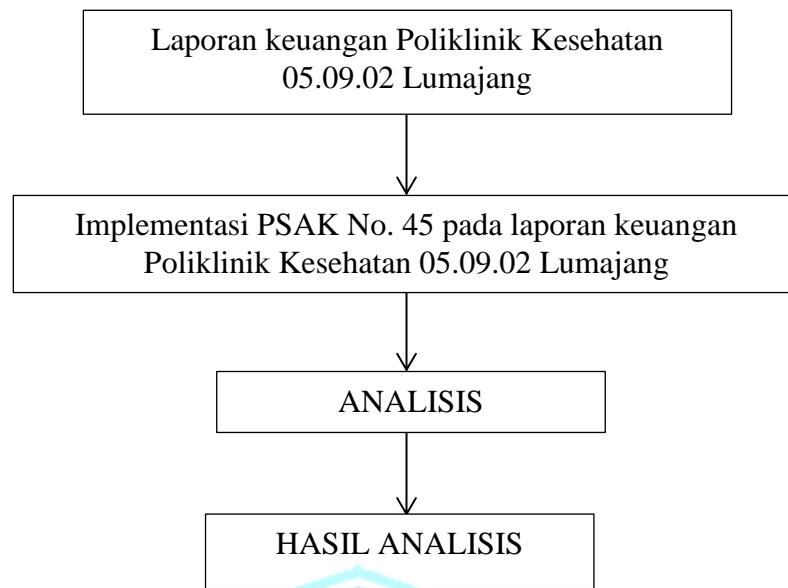 Laporan keuangan Poliklinik Kesehatan
05.09.02 Lumajang
Implementasi PSAK No. 45 pada laporan keuangan
Poliklinik Kesehatan 05.09.02 Lumajang
ANALISIS
HASIL ANALISIS